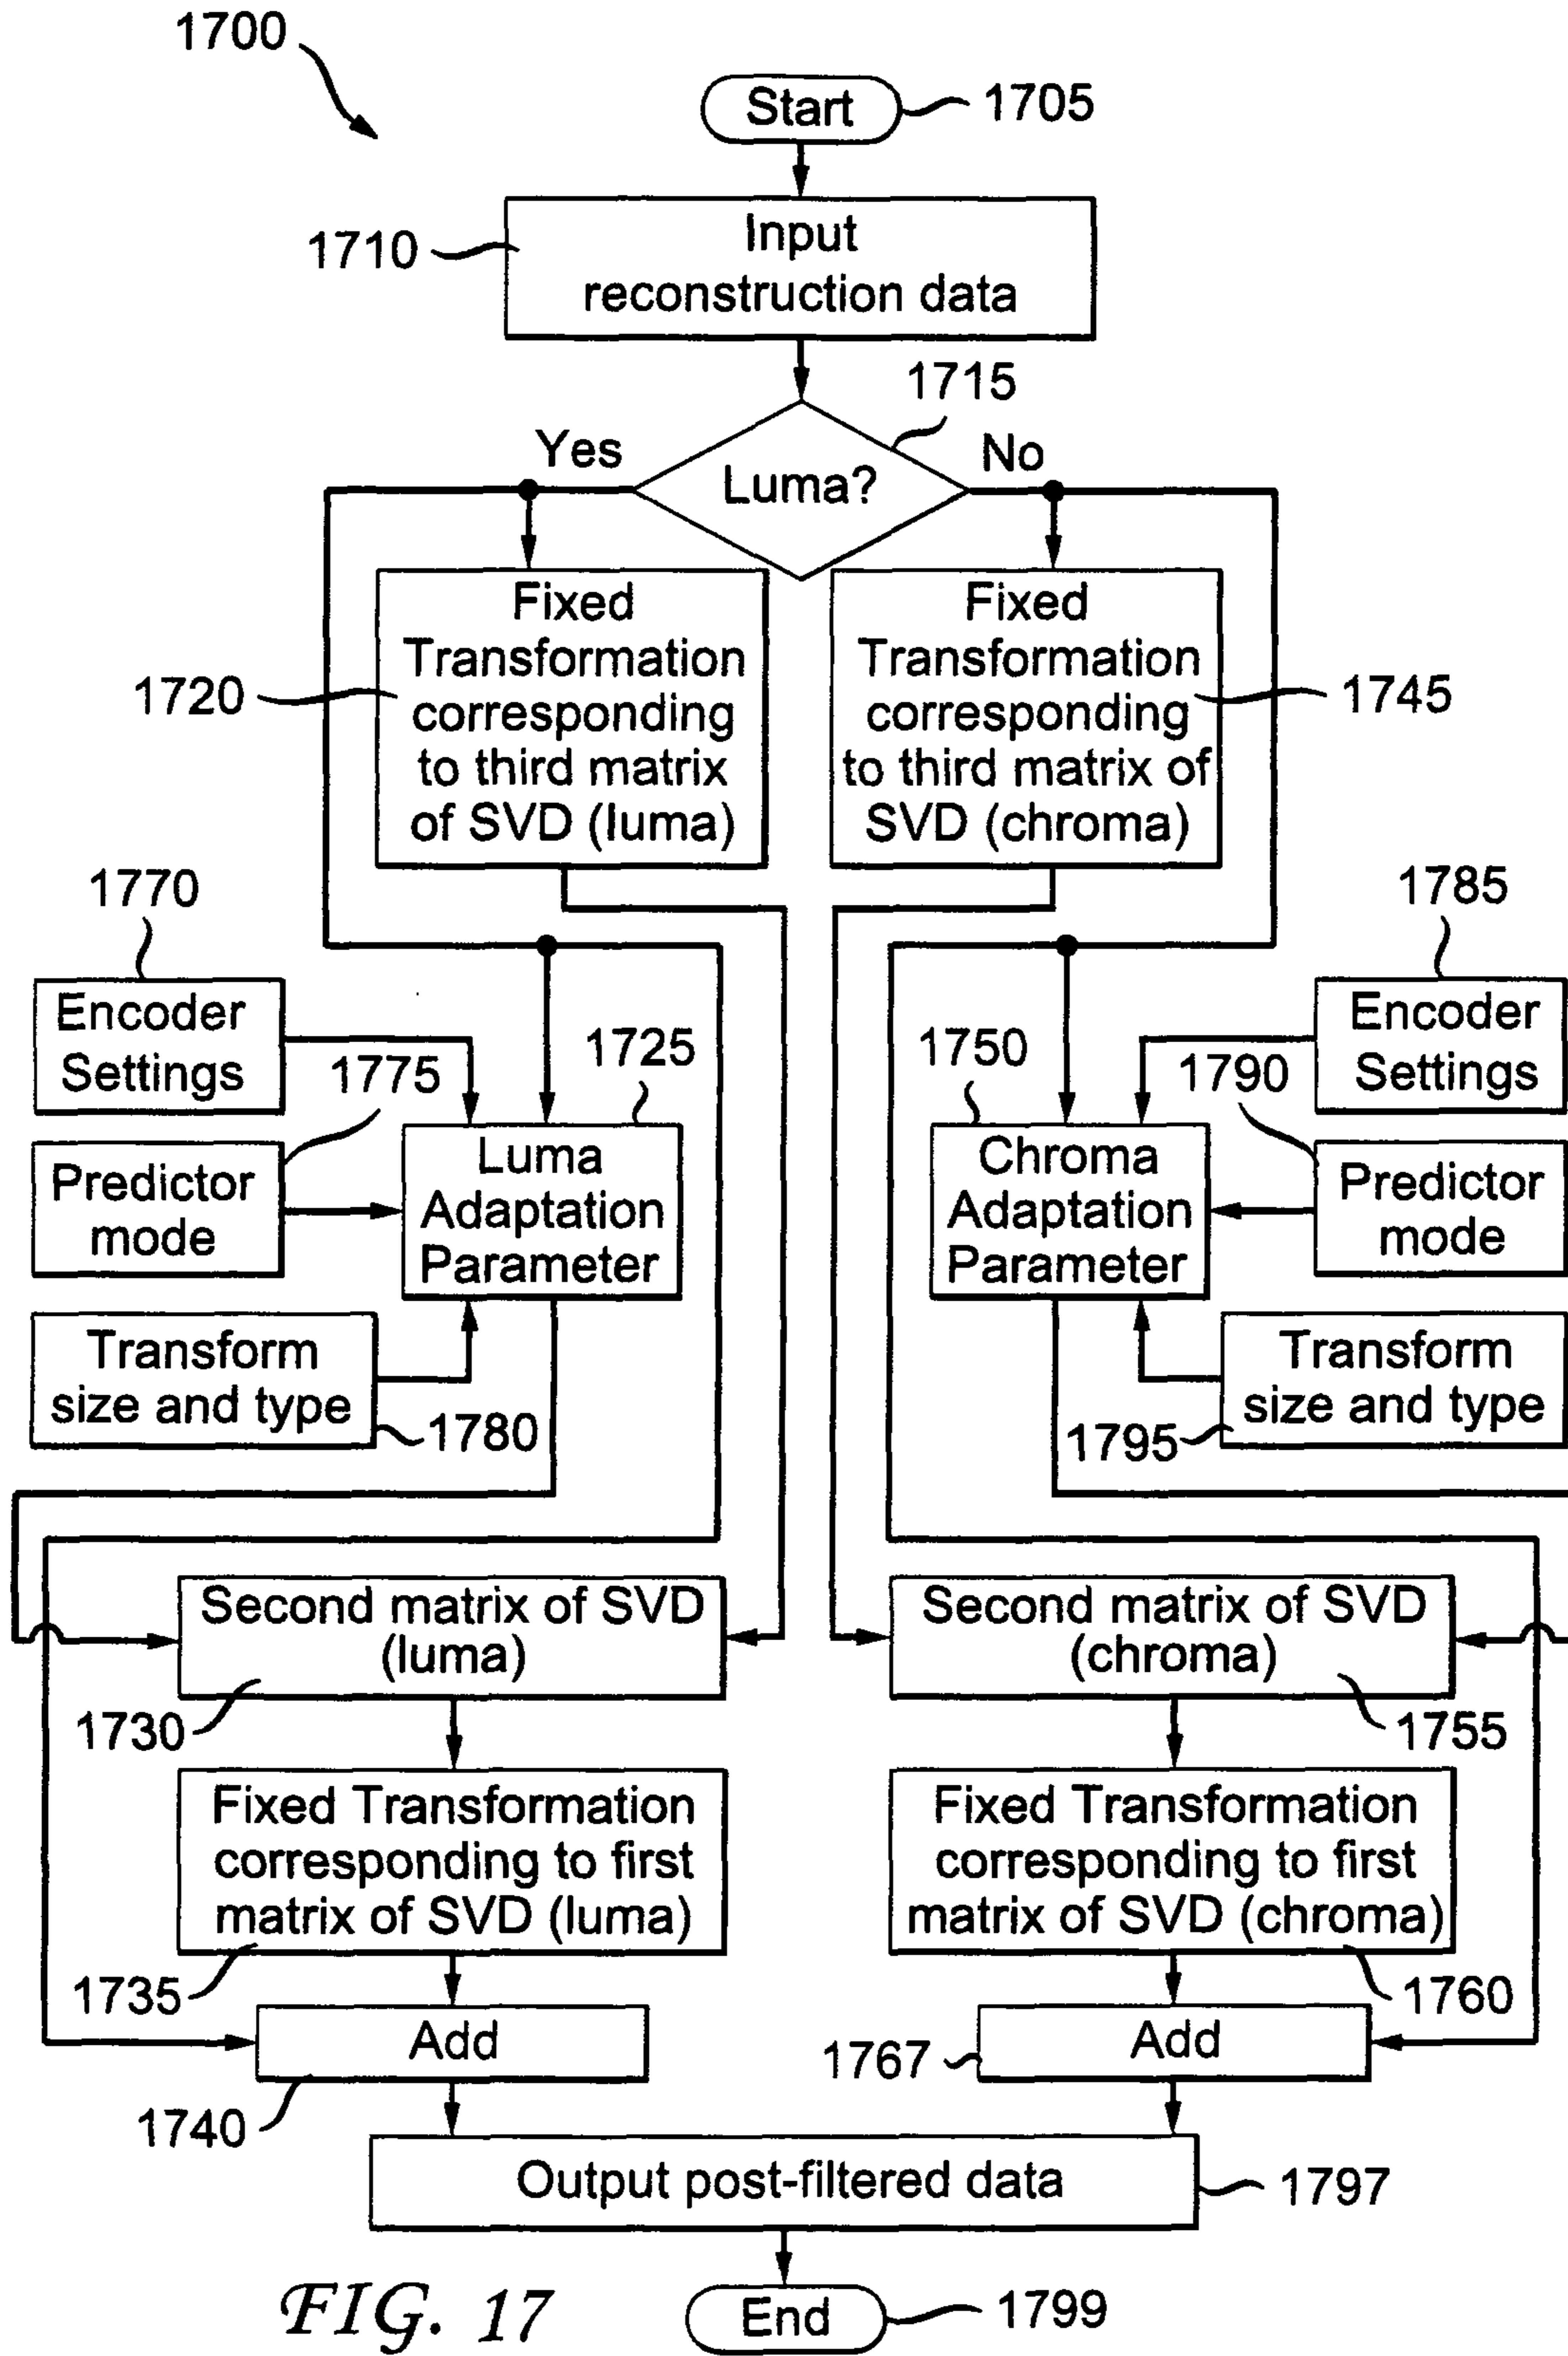 1700
Start
1705
1710
Input
reconstruction data
1715
Yes
Luma?
No
Fixed
Transformation
corresponding
to third matrix
of SVD (luma)
1720
Fixed
Transformation
corresponding
to third matrix of
SVD (chroma)
1745
1770
Encoder
Settings
1775
1725
1750
1790
1785
Encoder
Settings
Predictor
mode
Luma
Adaptation
Parameter
Chroma
Adaptation
Parameter
Predictor
mode
Transform
size and type
1780
1795
Transform
size and type
Second matrix of SVD
(luma)
1730
Second matrix of SVD
(chroma)
1755
Fixed Transformation
corresponding to first
matrix of SVD (luma)
1735
Fixed Transformation
corresponding to first
matrix of SVD (chroma)
1760
Add
1740
1767
Add
Output post-filtered data
1797
FIG. 17
End
1799